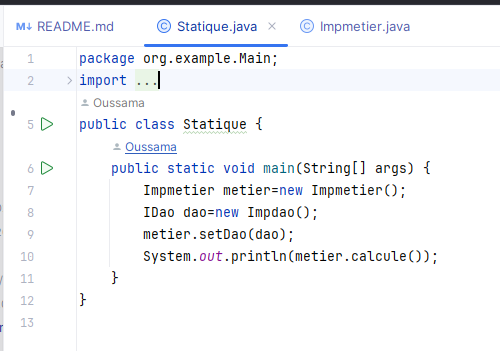 README.md Statique.java Impmetier.java
1 package org.example.Main;
2 import ...
Oussama
5 public class Statique {
Oussama
6 public static void main(String[] args) {
7 Impmetier metier=new Impmetier();
8 IDao dao=new Impdao();
9 metier.setDao(dao);
10 System.out.println(metier.calcule());
11 }
12 }
13